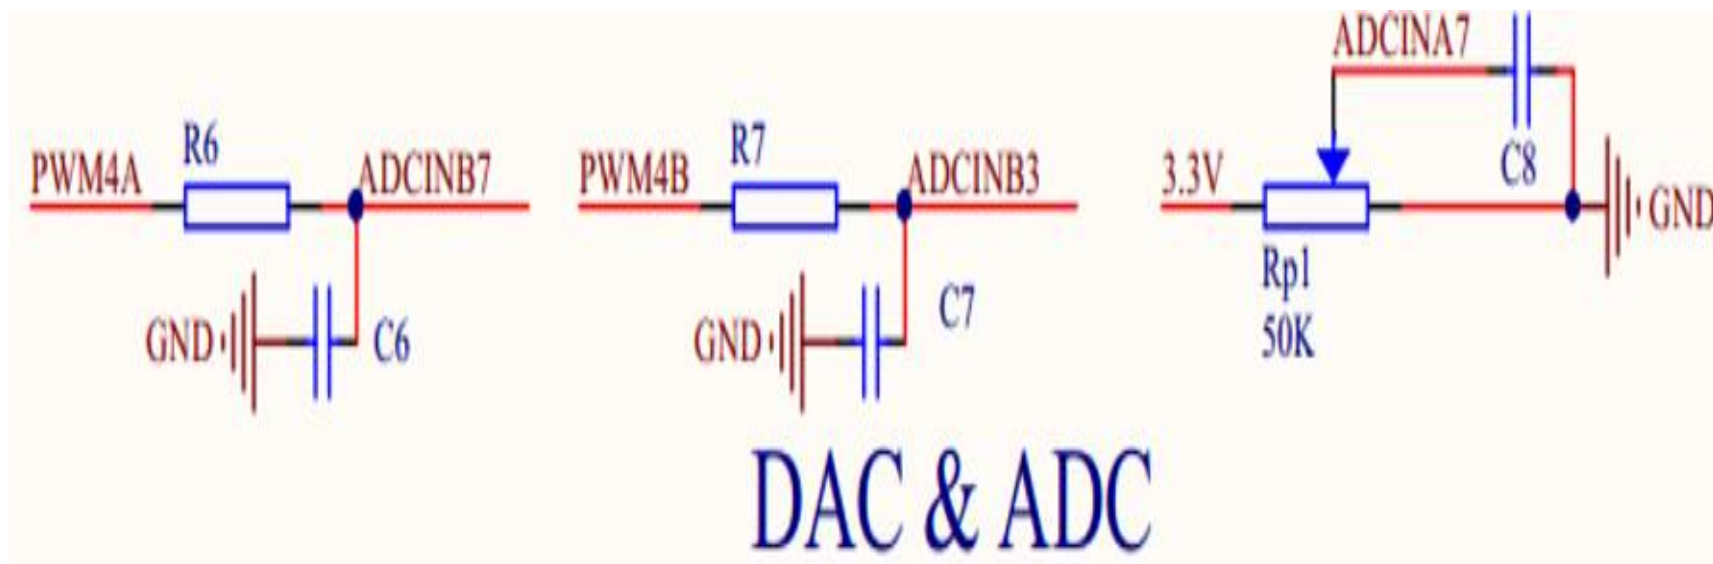 ADCINA7
R6
R7
PWM4A
ADCINB7
PWM4B
ADCINB3
3.3V
C8
GND
Rp1
50K
GND
C6
GND
C7
DAC & ADC